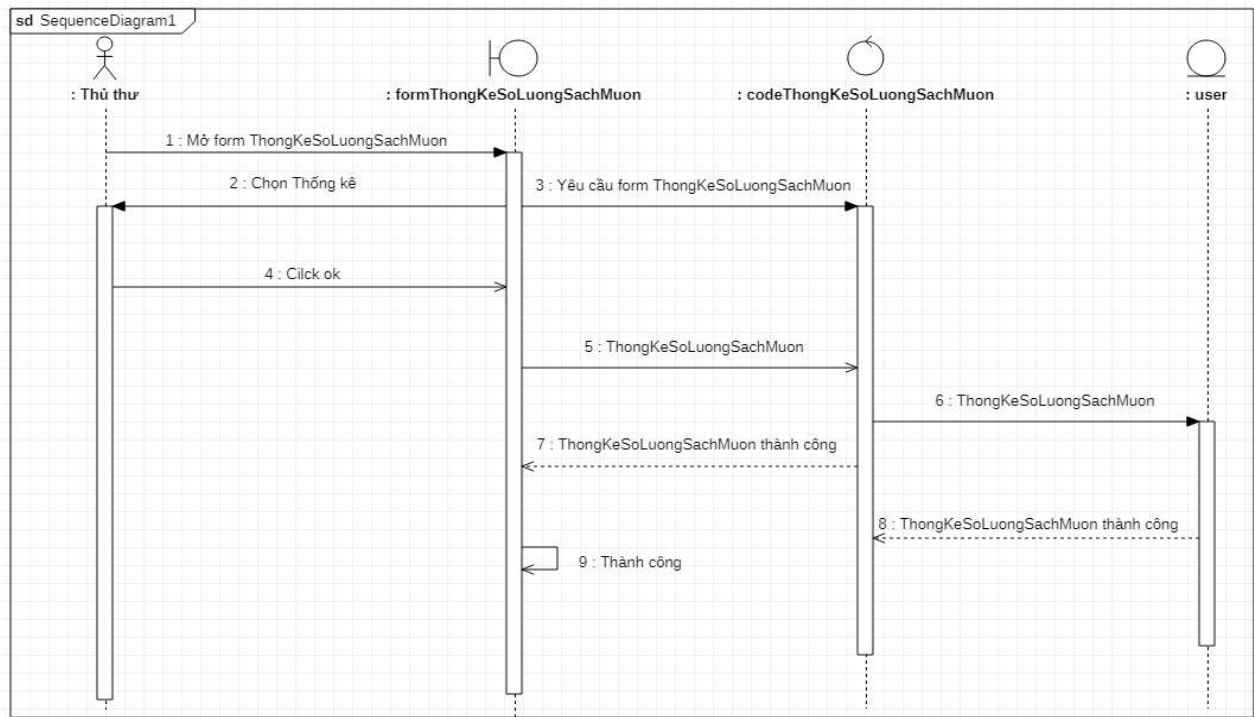 sd SequenceDiagram1
: Thủ thư
: formThongKeSoLuongSachMuon
: codeThongKeSoLuongSachMuon
: user
1 : Mở form ThongKeSoLuongSachMuon
2 : Chọn Thống kê
3 : Yêu cầu form ThongKeSoLuongSachMuon
4 : Cilck ok
5 : ThongKeSoLuongSachMuon
6 : ThongKeSoLuongSachMuon
7 : ThongKeSoLuongSachMuon thành công
8 : ThongKeSoLuongSachMuon thành công
9 : Thành công